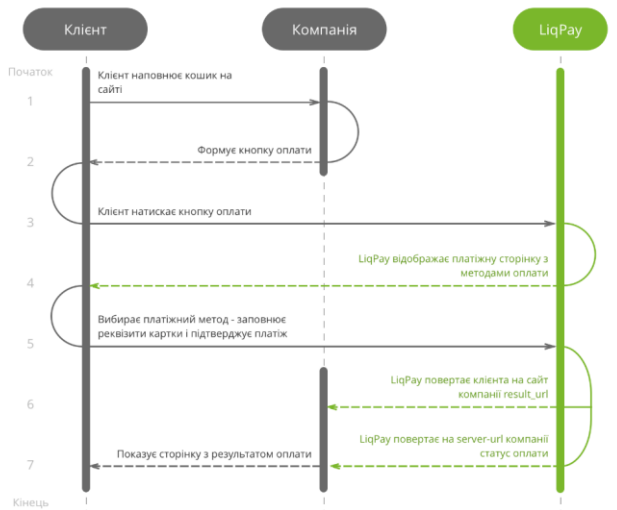 Клієнт
Компанія
LiqPay
Початок
Клієнт наповнює кошик на
сайті
1
Формує кнопку оплати
2
Клієнт натискає кнопку оплати
3
LiqPay відображає платіжну сторінку з
методами оплати
4
Вибирає платіжний метод - заповнює
реквізити картки і підтверджує платіж
5
LiqPay повертає клієнта на сайт
компанії result_url
6
LiqPay повертає на server-url компанії
статус оплати
Показує сторінку з результатом оплати
7
Кінець